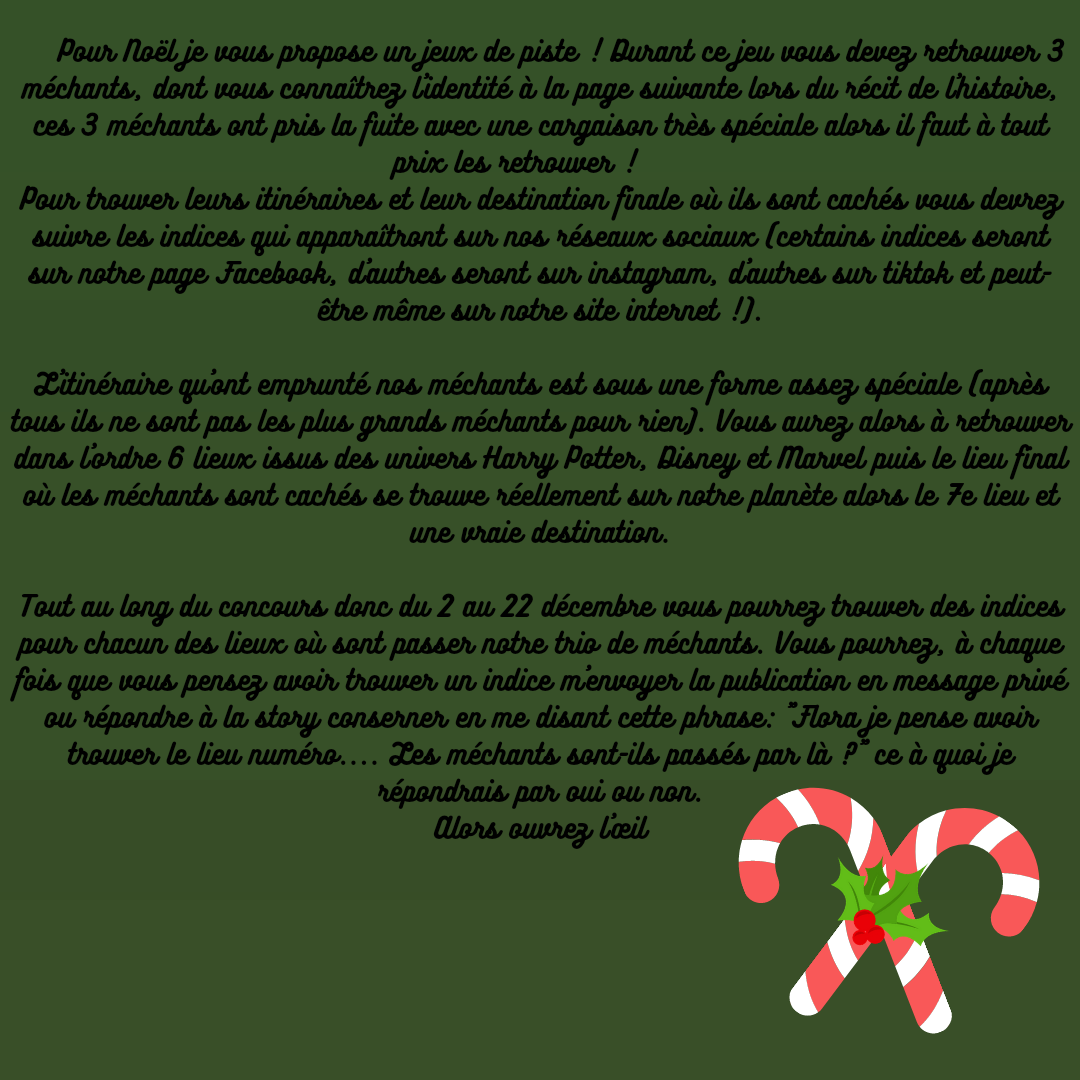 Pour Noël je vous propose un jeux de piste ! Durant ce jeu vous devez retrouver 3
méchants, dont vous connaîtrez l'identité à la page suivante lors du récit de l'histoire,
ces 3 méchants ont pris la fuite avec une cargaison très spéciale alors il faut à tout
prix les retrouver !
Pour trouver leurs itinéraires et leur destination finale où ils sont cachés vous devrez
suivre les indices qui apparaîtront sur nos réseaux sociaux (certains indices seront
sur notre page Facebook, d'autres seront sur instagram, d'autres sur tiktok et peut-
être même sur notre site internet !).
L'itinéraire qu'ont emprunté nos méchants est sous une forme assez spéciale (après
tous ils ne sont pas les plus grands méchants pour rien). Vous aurez alors à retrouver
dans l'ordre 6 lieux issus des univers Harry Potter, Disney et Marvel puis le lieu final
où les méchants sont cachés se trouve réellement sur notre planète alors le 7e lieu et
une vraie destination.
Tout au long du concours donc du 2 au 22 décembre vous pourrez trouver des indices
pour chacun des lieux où sont passer notre trio de méchants. Vous pourrez, à chaque
fois que vous pensez avoir trouver un indice m'envoyer la publication en message privé
ou répondre à la story conserner en me disant cette phrase: "Flora je pense avoir
trouver le lieu numéro.... Les méchants sont-ils passés par là ?" ce à quoi je
répondrais par oui ou non.
Alors ouvrez l'œil